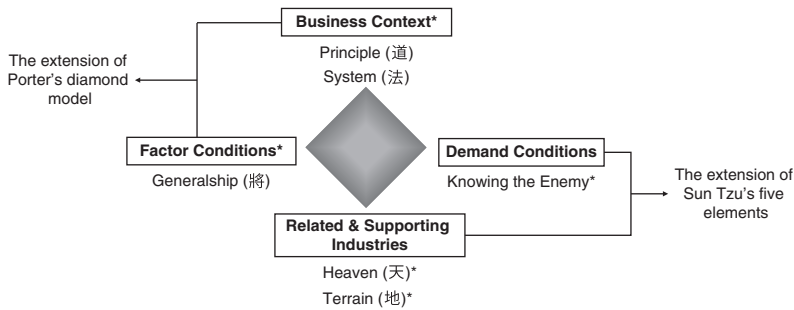 Business Context*
Principle (道)
System (法)
The extension of
Porter's diamond
model
Factor Conditions*
Generalship (將)
Demand Conditions
Knowing the Enemy*
The extension of
Sun Tzu's five
elements
Related & Supporting
Industries
Heaven (天)*
Terrain (地)*